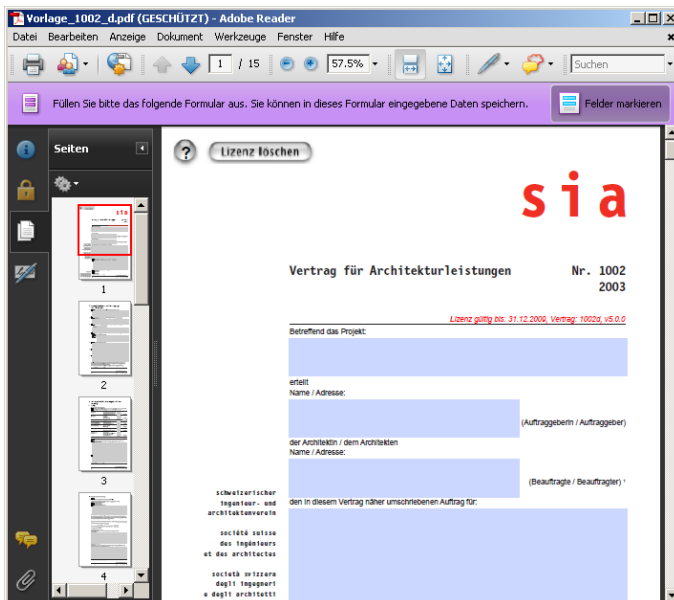 Vorlage_1002_d.pdf (GESCHÜTZT) - Adobe Reader
Datei Bearbeiten Anzeige Dokument Werkzeuge Fenster Hilfe
1 / 15 57.5% Suchen
Füllen Sie bitte das folgende Formular aus. Sie können in dieses Formular eingegebene Daten speichern. Felder markieren
Seiten
? Lizenz löschen
sia
Vertrag für Architekturleistungen Nr. 1002
2003
Lizenz gültig bis: 31.12.2009, Vertrag: 1002d, v5.0.0
Betreffend das Projekt:
erteilt
Name / Adresse:
(Auftraggeberin / Auftraggeber)
der Architektin / dem Architekten
Name / Adresse:
(Beauftragte / Beauftragter) ¹
den in diesem Vertrag näher umschriebenen Auftrag für:
schweizerischer
ingenieur- und
architektenverein
société suisse
des ingénieurs
et des architectes
società svizzera
degli ingegneri
e degli architetti
sia
1
2
3
4